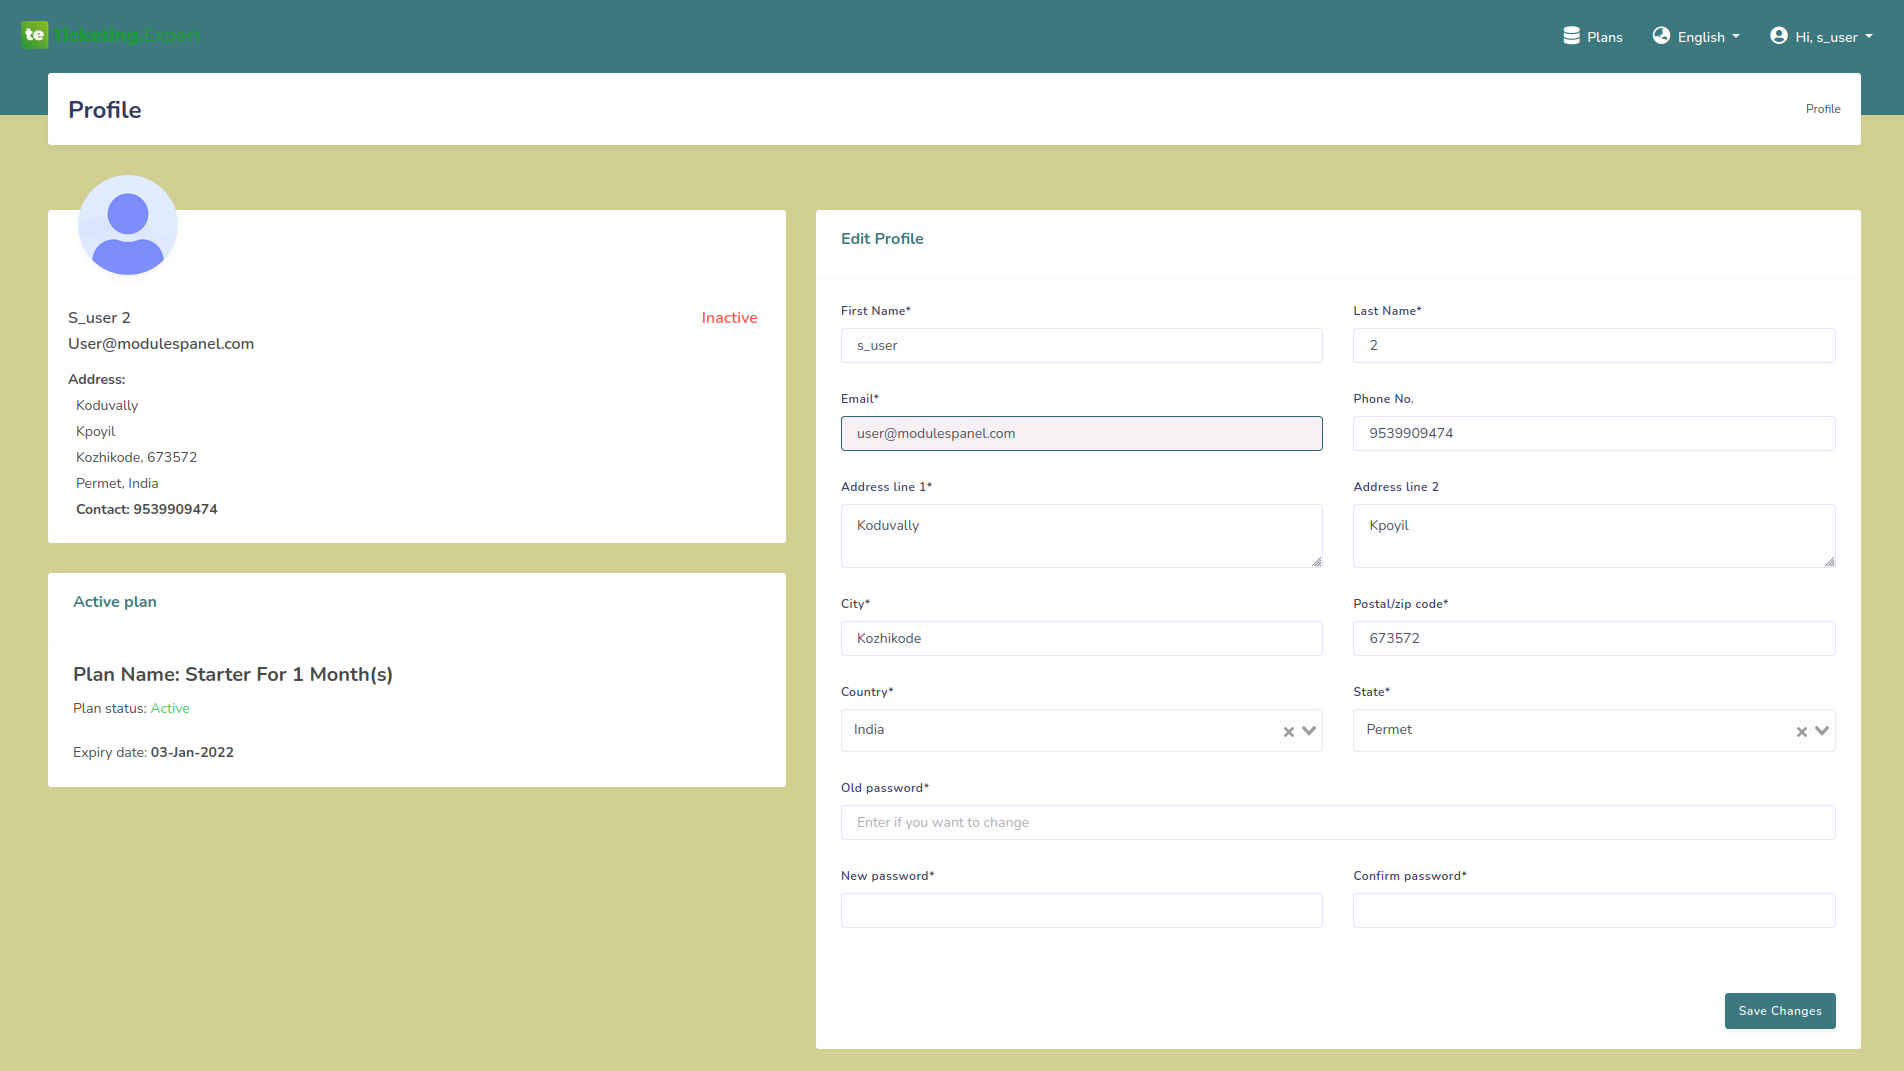 te Ticketing.Expert
Plans
English
Hi, s_user
Profile
Profile
S_user 2
Inactive
User@modulespanel.com
Address:
Koduvally
Kpoyil
Kozhikode, 673572
Permet, India
Contact: 9539909474
Active plan
Plan Name: Starter For 1 Month(s)
Plan status: Active
Expiry date: 03-Jan-2022
Edit Profile
First Name*
Last Name*
s_user
2
Email*
Phone No.
user@modulespanel.com
9539909474
Address line 1*
Address line 2
Koduvally
Kpoyil
City*
Postal/zip code*
Kozhikode
673572
Country*
State*
India
Permet
Old password*
Enter if you want to change
New password*
Confirm password*
Save Changes